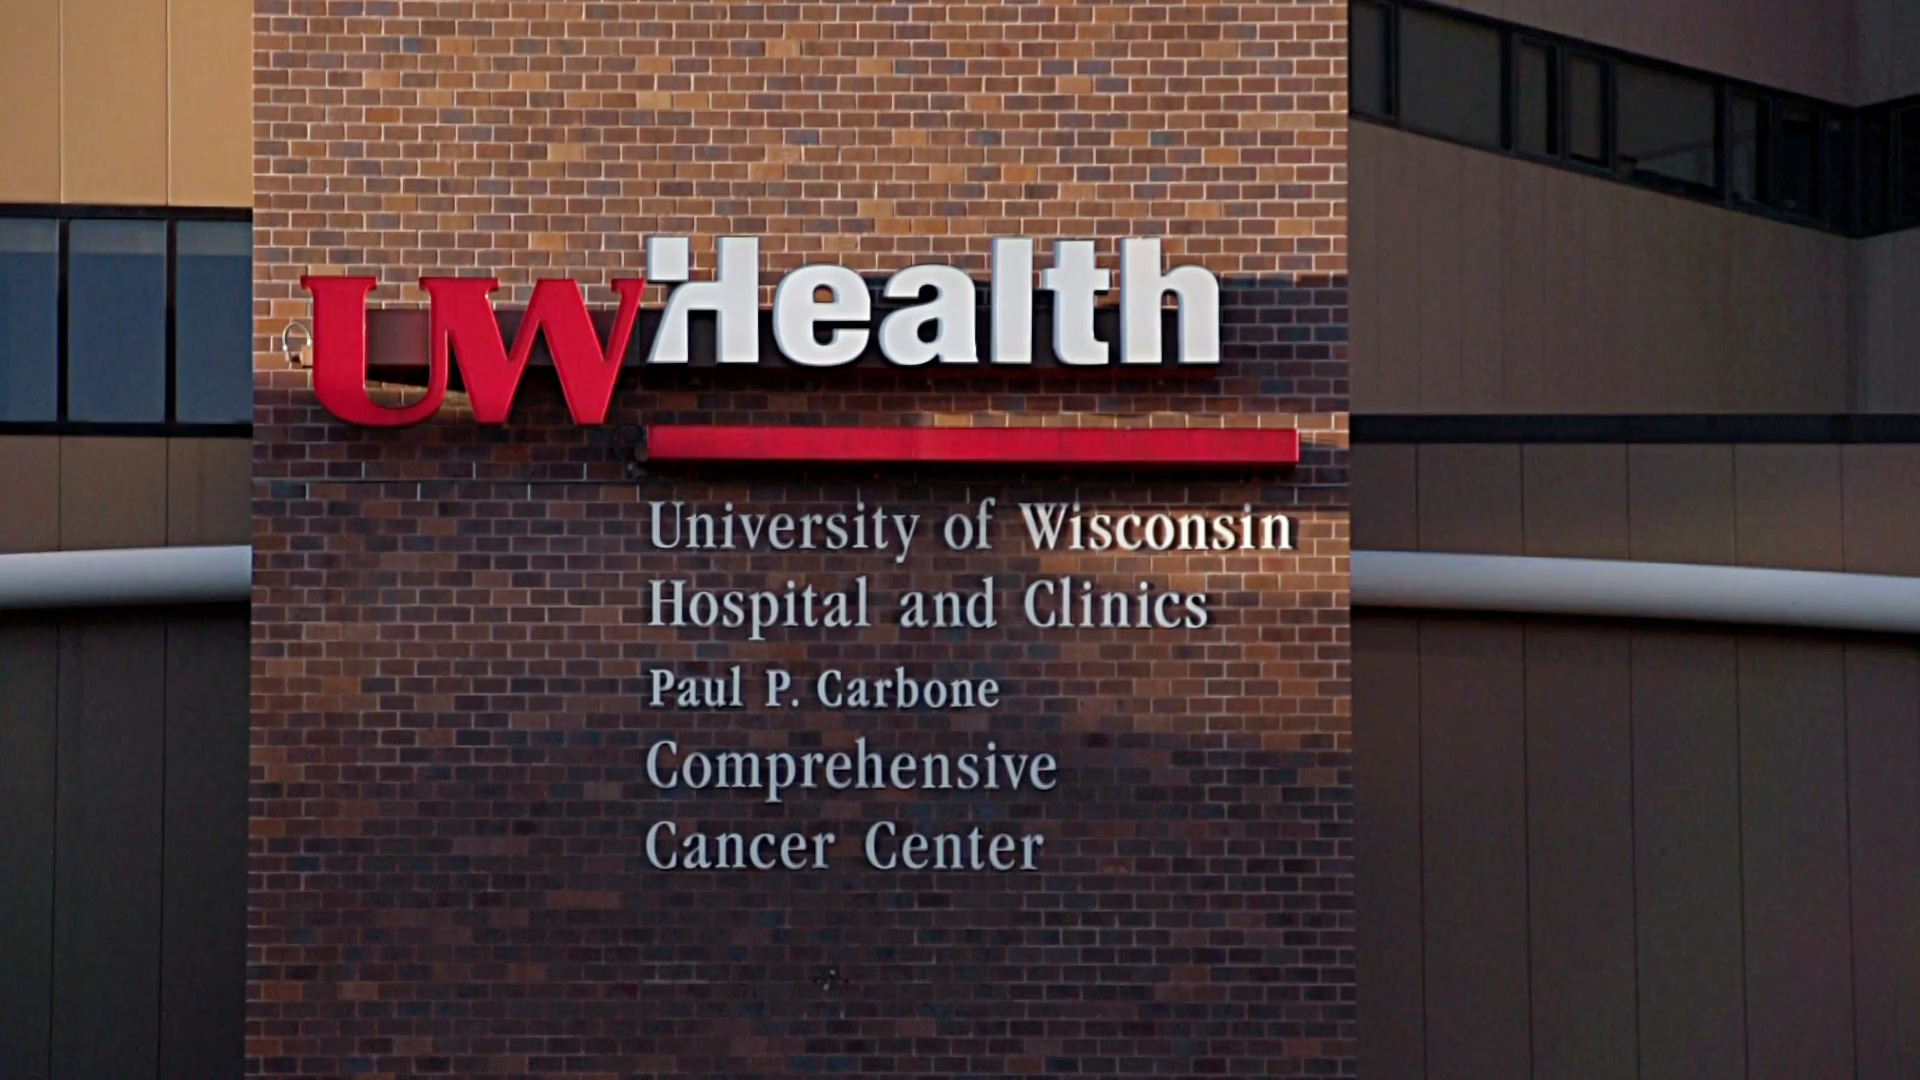 UW Health
University of Wisconsin
Hospital and Clinics
Paul P. Carbone
Comprehensive
Cancer Center